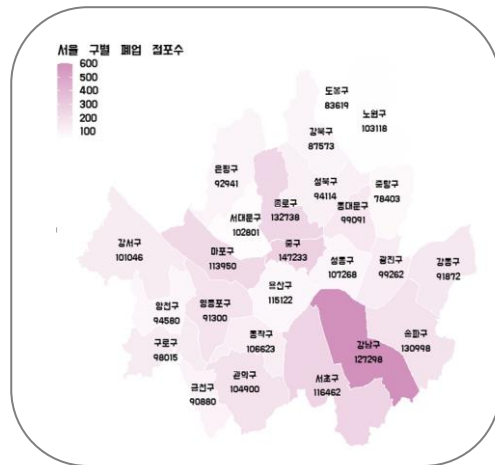 서울 구별 폐업 점포수
600
500
400
300
200
100
도봉구
83619
노원구
103118
강북구
87573
은평구
92941
성북구
94114
중랑구
78403
동대문구
99091
종로구
132738
서대문구
102801
강서구
101046
마포구
113950
중구
147233
성동구
107268
광진구
99262
강동구
91872
용산구
115122
양천구
94580
영등포구
91300
동작구
106623
강남구
127298
송파구
130998
구로구
98015
금천구
90880
관악구
104900
서초구
116462